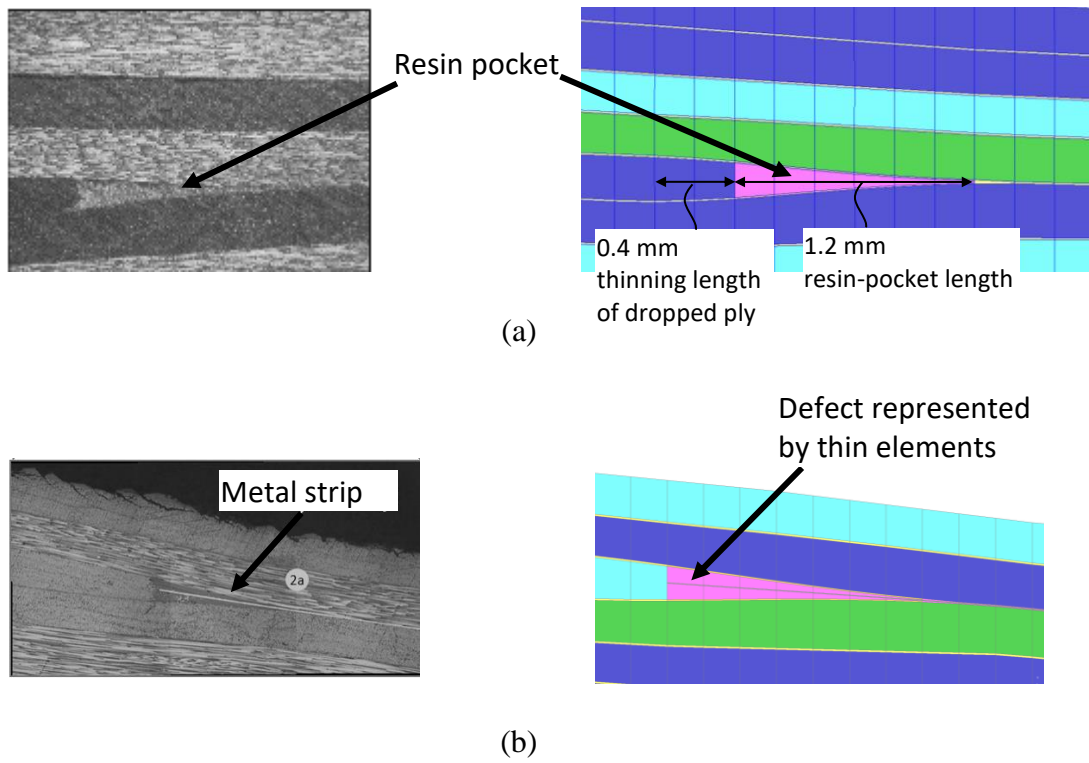 Resin pocket
0.4 mm
thinning length
of dropped ply
1.2 mm
resin-pocket length
(a)
Defect represented
by thin elements
Metal strip
2a
(b)